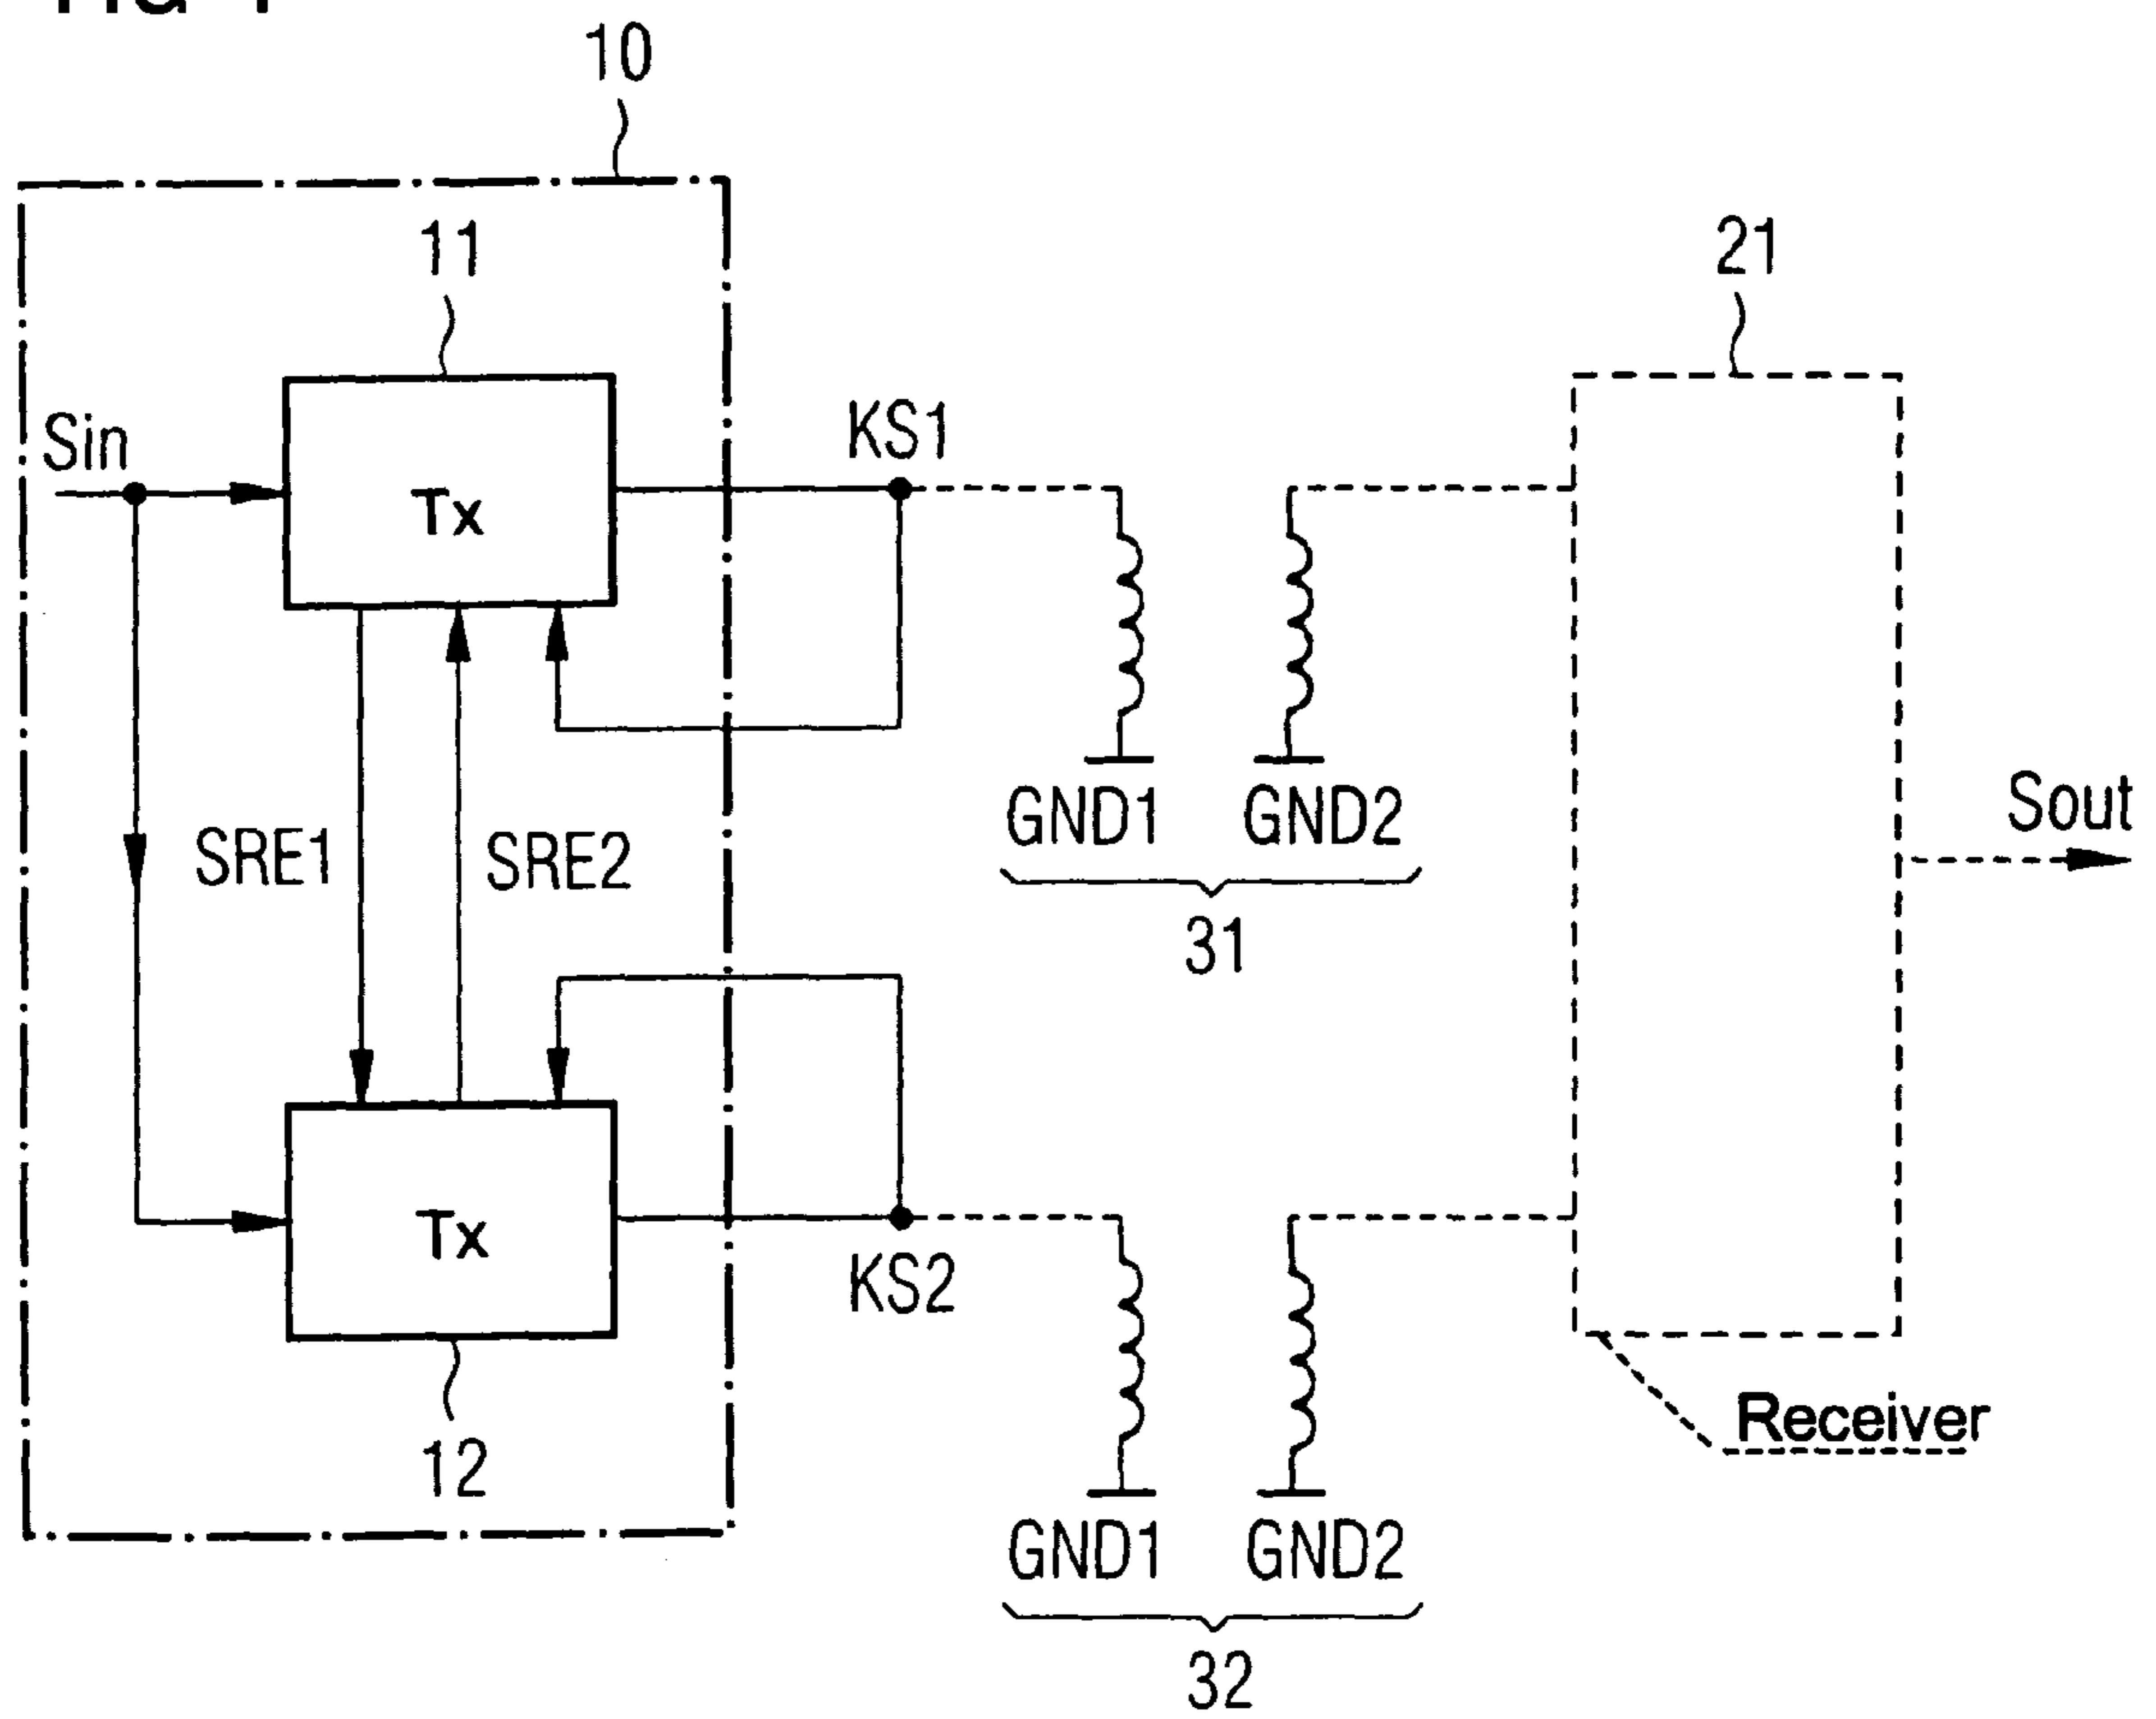 10
11
21
Sin
Tx
KS1
GND1
GND2
Sout
SRE1
SRE2
31
Tx
KS2
Receiver
12
GND1
GND2
32